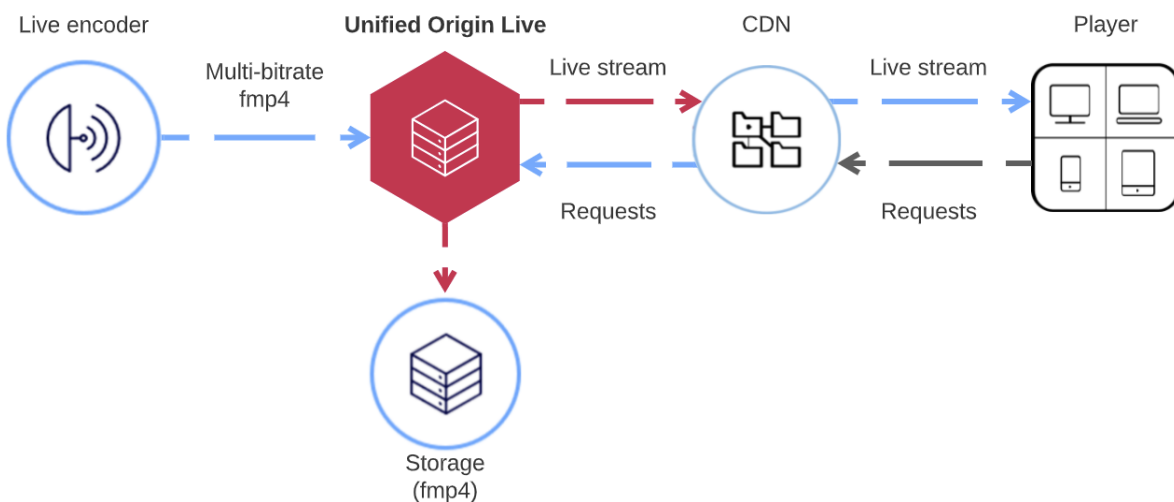 Live encoder
Unified Origin Live
CDN
Player
Multi-bitrate
fmp4
Live stream
Live stream
Requests
Requests
Storage
(fmp4)